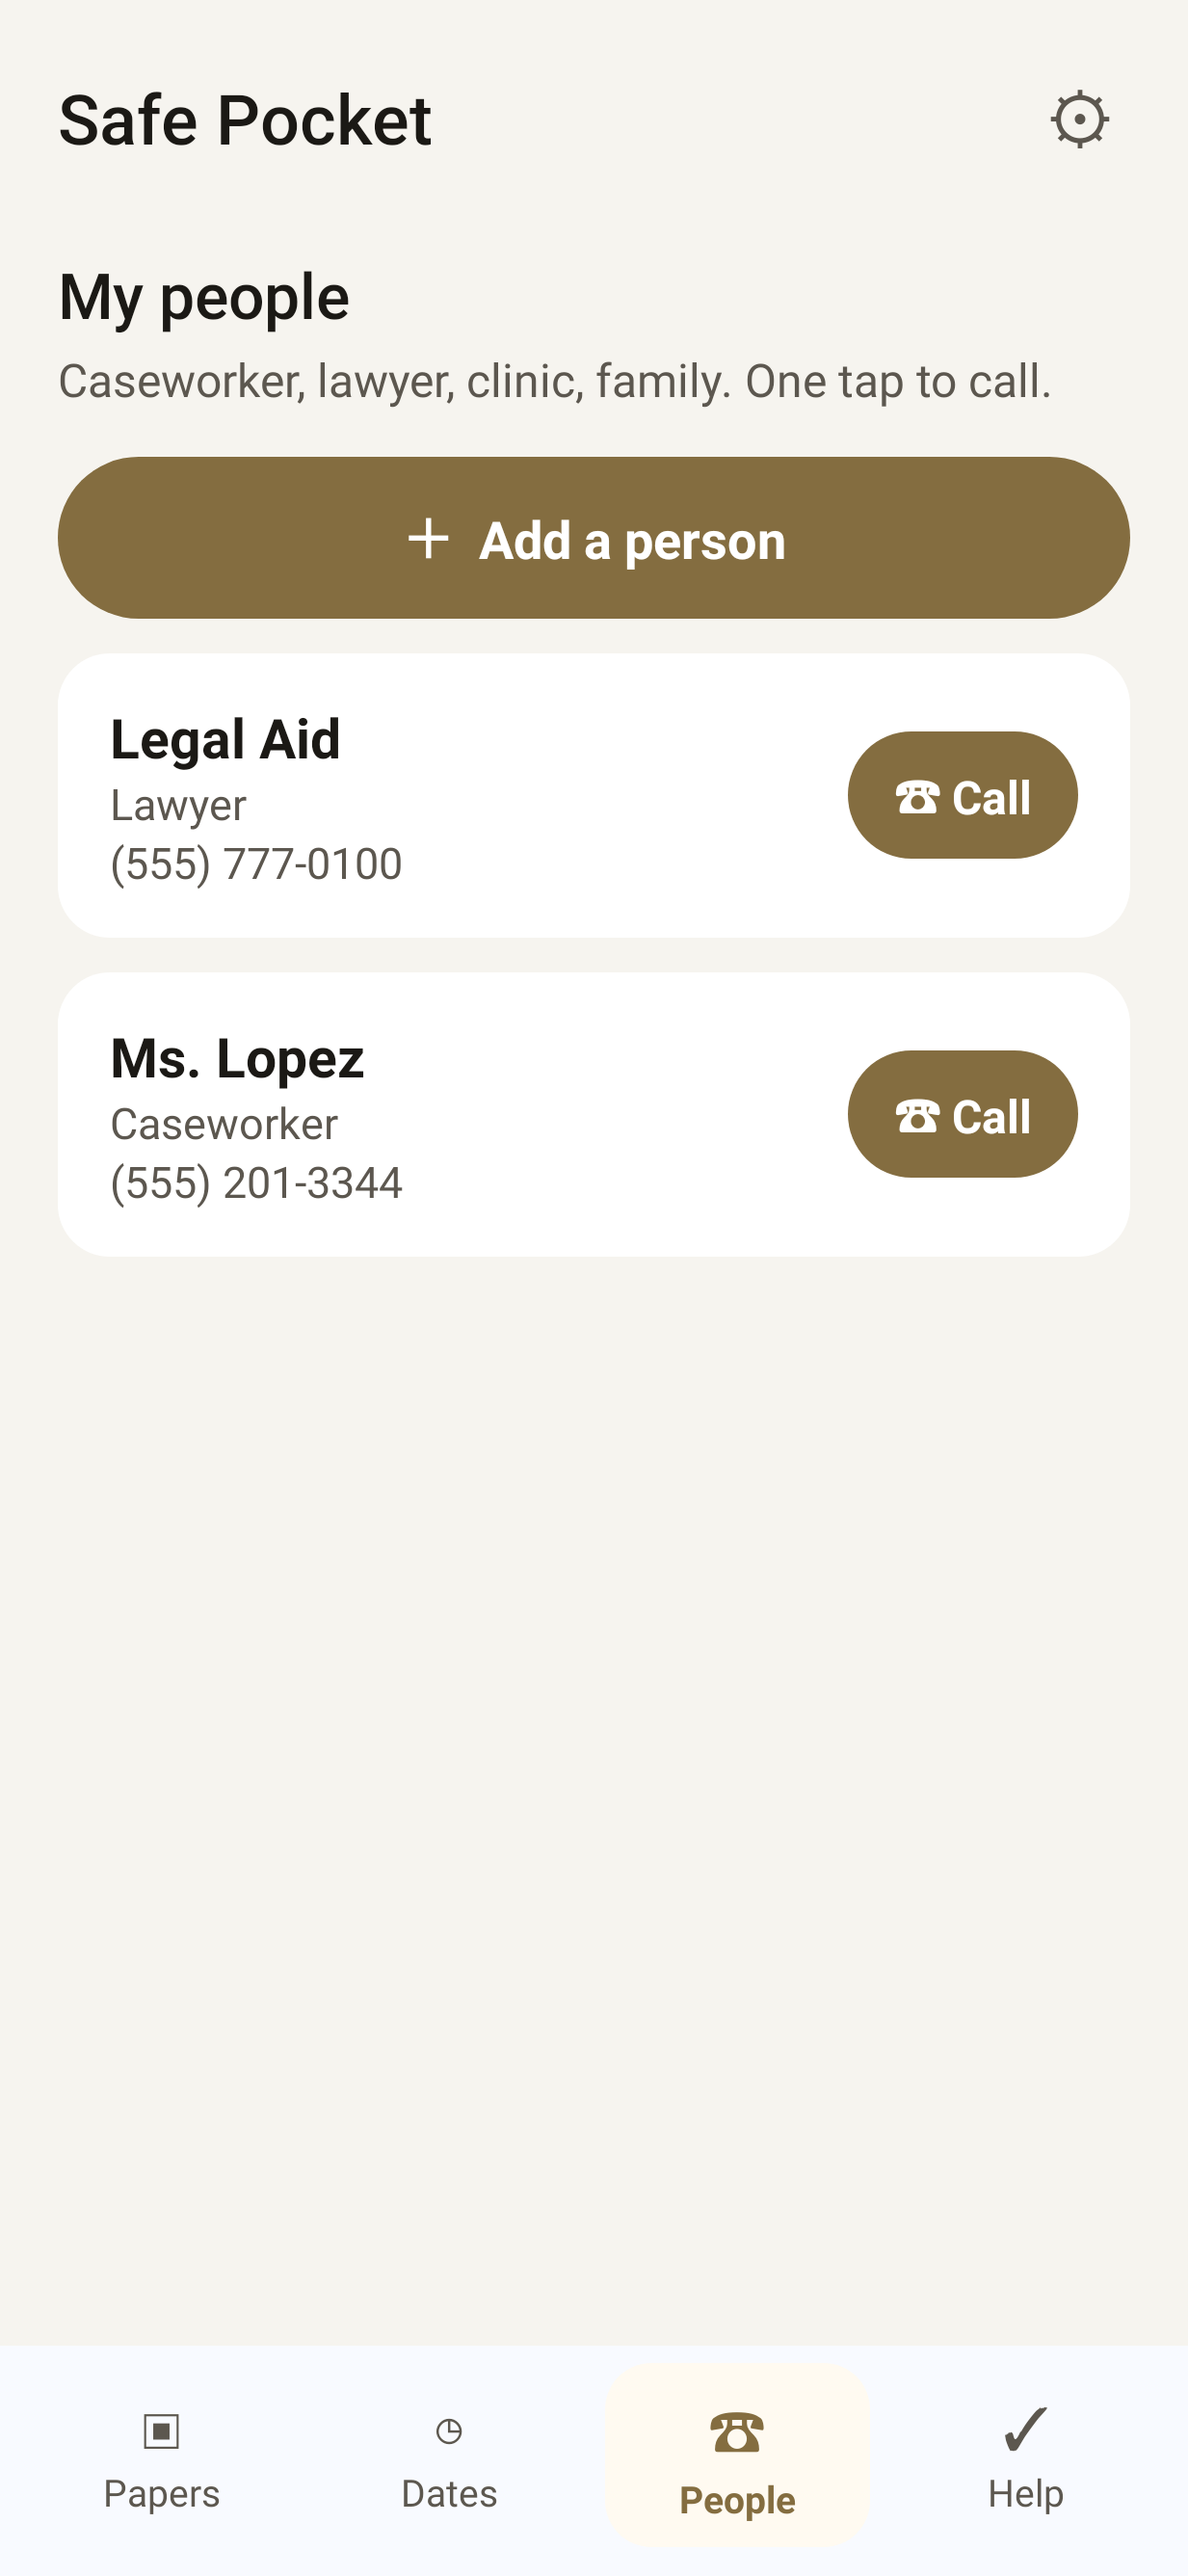 Safe Pocket
My people
Caseworker, lawyer, clinic, family. One tap to call.
+ Add a person
Legal Aid
Lawyer
(555) 777-0100
☎ Call
Ms. Lopez
Caseworker
(555) 201-3344
☎ Call
Papers
Dates
People
Help